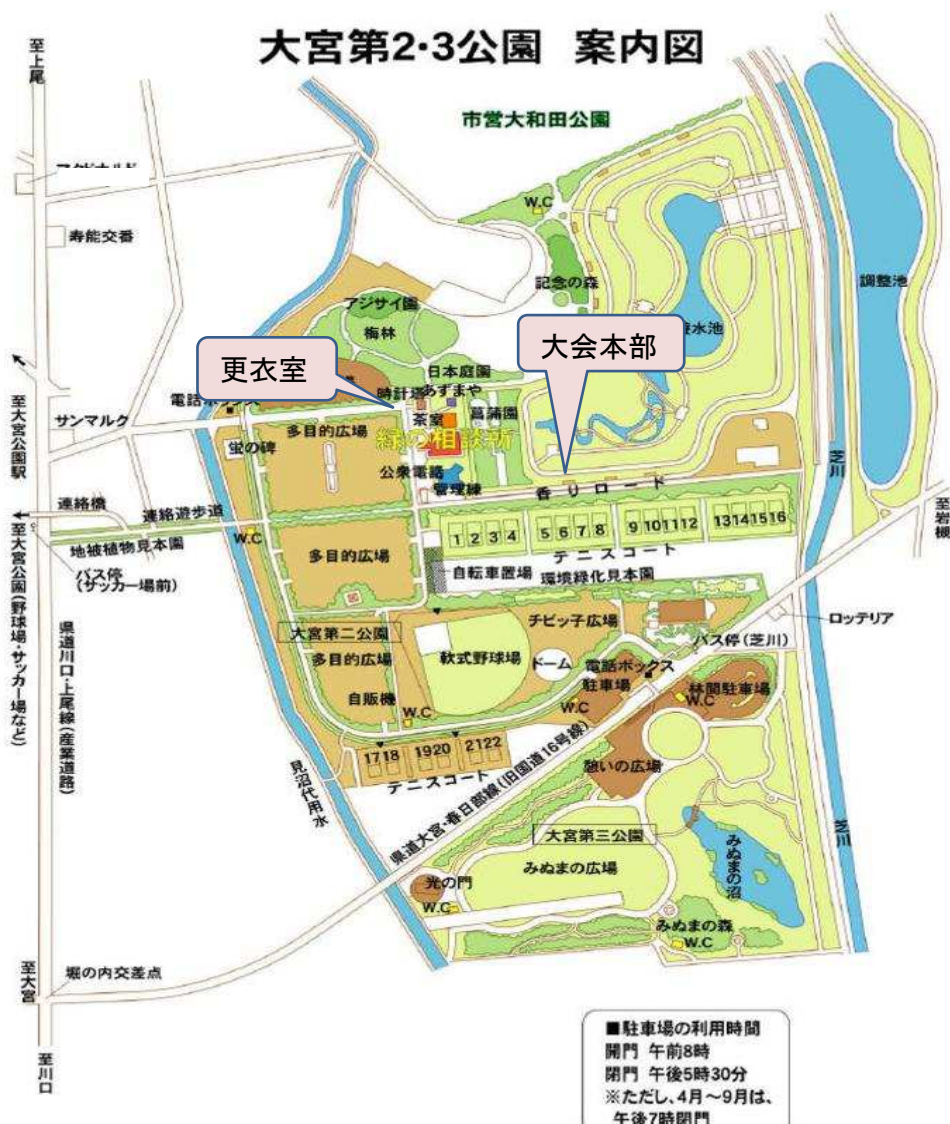 大宮第2・3公園 案内図
至上尾
市営大和田公園
W.C
寿能交番
記念の森
調整池
アジサイ園
梅林
大会本部
更衣室
日本庭園
時計塔
あずまや
電話ボックス
至大宮公園駅
サンマルク
茶室
菖蒲園
多目的広場
蛍の碑
緑の相談所
公衆電話
管理棟
香りロード
芝川
連絡橋
連絡遊歩道
至岩槻
W.C
1 2 3 4
5 6 7 8
9 10 11 12
13 14 15 16
地被植物見本園
テニスコート
至大宮公園(野球場・サッカー場など)
バス停
(サッカー場前)
多目的広場
自転車置場
環境緑化見本園
ロッテリア
チビッ子広場
バス停(芝川)
大宮第二公園
県道川口・上尾線(産業道路)
多目的広場
軟式野球場
ドーム
電話ボックス
駐車場
林間駐車場
自販機
W.C
W.C
W.C
17 18
19 20
21 22
テニスコート
憩いの広場
見沼代用水
県道大宮・春日部線(旧国道16号線)
大宮第三公園
みぬまの広場
みぬまの沼
芝川
光の門
W.C
みぬまの森
W.C
至大宮
堀の内交差点
至川口
■駐車場の利用時間
開門 午前8時
閉門 午後5時30分
※ただし、4月~9月は、
午後7時閉門